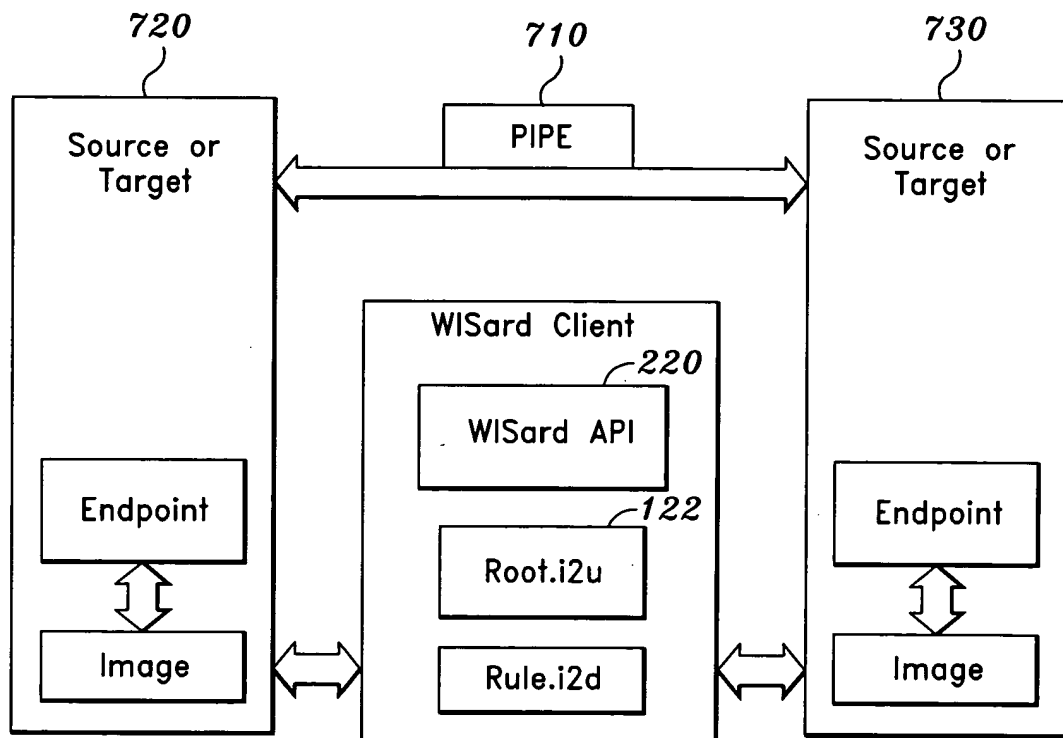 720
710
730
Source or
Target
PIPE
Source or
Target
WISard Client
220
WISard API
Endpoint
122
Endpoint
Root.i2u
Image
Rule.i2d
Image